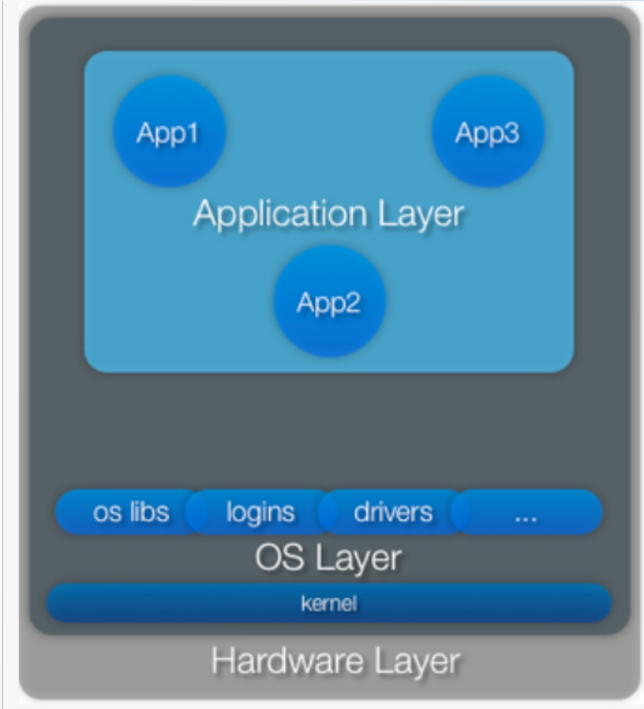 App1 App3
Application Layer
App2
os libs logins drivers ...
OS Layer
kernel
Hardware Layer